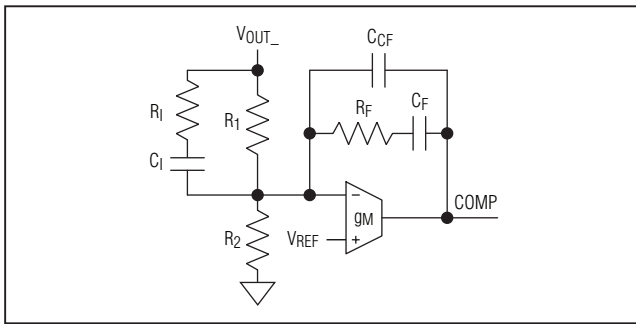 VOUT_
CCF
RI
R1
RF
CF
CI
−
gM
COMP
R2
VREF
+